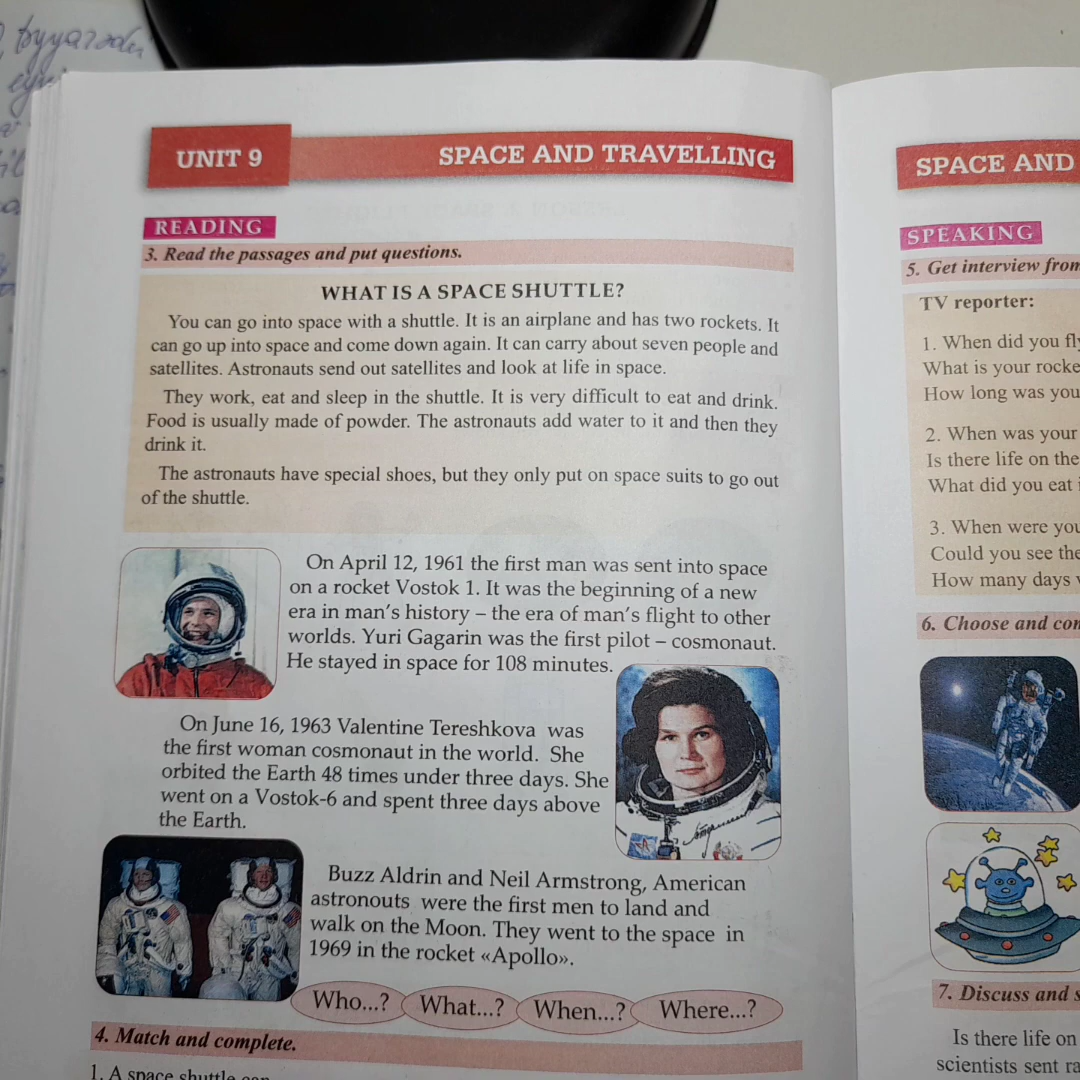 UNIT 9
SPACE AND TRAVELLING
READING
3. Read the passages and put questions.
WHAT IS A SPACE SHUTTLE?
You can go into space with a shuttle. It is an airplane and has two rockets. It
can go up into space and come down again. It can carry about seven people and
satellites. Astronauts send out satellites and look at life in space.
They work, eat and sleep in the shuttle. It is very difficult to eat and drink.
Food is usually made of powder. The astronauts add water to it and then they
drink it.
The astronauts have special shoes, but they only put on space suits to go out
of the shuttle.
On April 12, 1961 the first man was sent into space
on a rocket Vostok 1. It was the beginning of a new
era in man's history – the era of man's flight to other
worlds. Yuri Gagarin was the first pilot – cosmonaut.
He stayed in space for 108 minutes.
On June 16, 1963 Valentine Tereshkova was
the first woman cosmonaut in the world. She
orbited the Earth 48 times under three days. She
went on a Vostok-6 and spent three days above
the Earth.
Buzz Aldrin and Neil Armstrong, American
astronouts were the first men to land and
walk on the Moon. They went to the space in
1969 in the rocket «Apollo».
Who...? What...? When...? Where...?
4. Match and complete.
1. A space shuttle can
SPACE AND
SPEAKING
5. Get interview from
TV reporter:
1. When did you fly
What is your rocke
How long was you
2. When was your
Is there life on the
What did you eat
3. When were you
Could you see the
How many days
6. Choose and con
7. Discuss and s
Is there life on
scientists sent ra